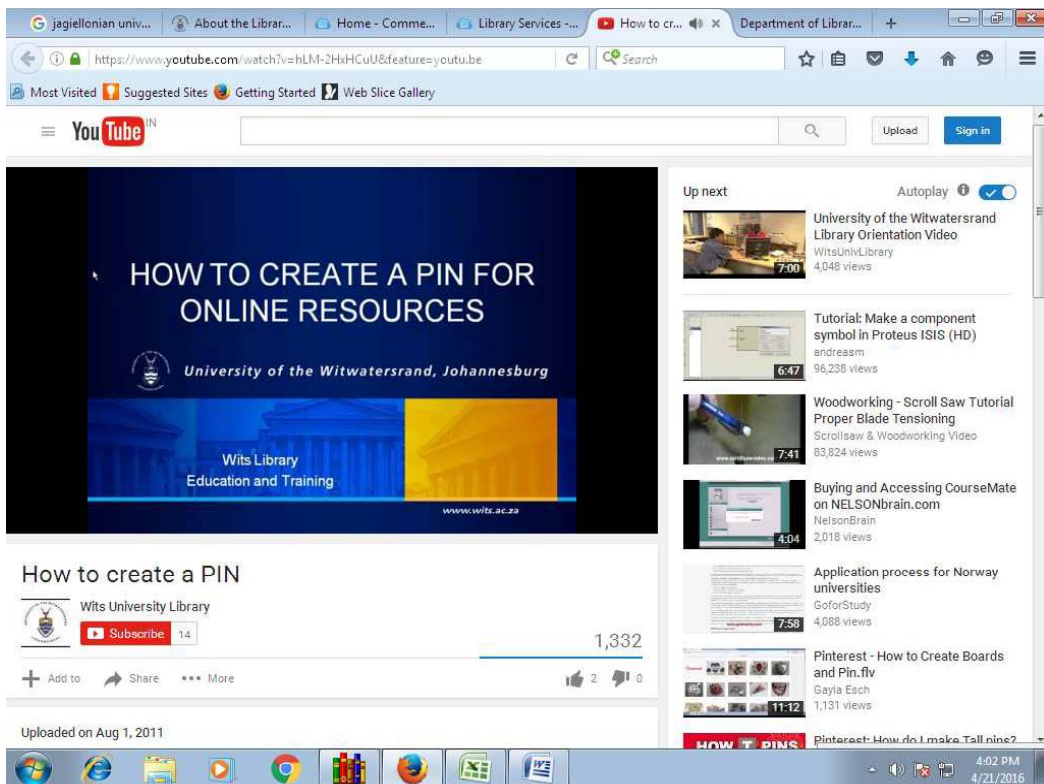 jagiellonian univ...
About the Librar...
Home - Comme...
Library Services -...
How to cr...
Department of Librar...
https://www.youtube.com/watch?v=hLM-2HxHCuU&feature=youtu.be
Search
Most Visited
Suggested Sites
Getting Started
Web Slice Gallery
YouTube IN
Upload
Sign in
HOW TO CREATE A PIN FOR
ONLINE RESOURCES
University of the Witwatersrand, Johannesburg
Wits Library
Education and Training
www.wits.ac.za
How to create a PIN
Wits University Library
Subscribe 14
1,332
Add to
Share
More
2
0
Uploaded on Aug 1, 2011
Up next
Autoplay
University of the Witwatersrand
Library Orientation Video
WitsUnivLibrary
4,048 views
7:00
Tutorial: Make a component
symbol in Proteus ISIS (HD)
andreasm
96,238 views
6:47
Woodworking - Scroll Saw Tutorial
Proper Blade Tensioning
Scrollsaw & Woodworking Video
83,824 views
7:41
Buying and Accessing CourseMate
on NELSONbrain.com
NelsonBrain
2,018 views
4:04
Application process for Norway
universities
GoforStudy
4,088 views
7:58
Pinterest - How to Create Boards
and Pin.flv
Gayla Esch
1,131 views
11:12
Pinterest: How do I make Tall pins?
HOW T PINS
4:02 PM
4/21/2016